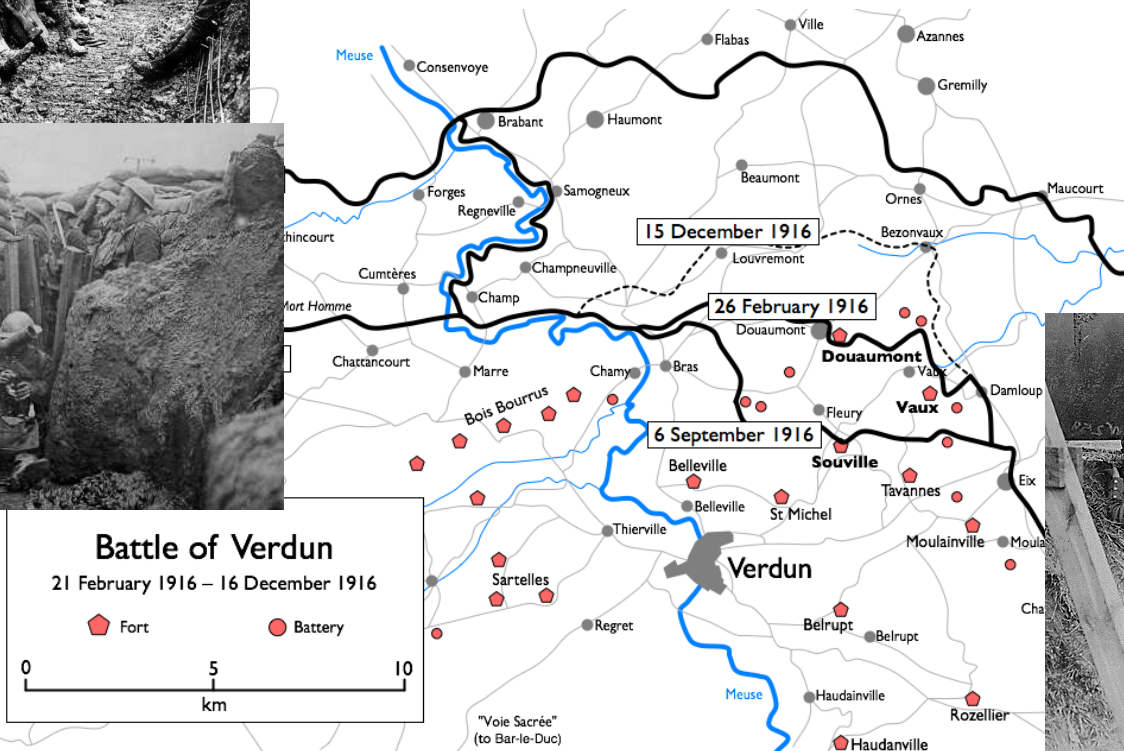 Ville
Flabas
Azannes
Meuse
Consenvoye
Gremilly
Brabant
Haumont
Beaumont
Forges
Samogneux
Maucourt
Ornes
Regneville
15 December 1916
Bezonvaux
Louvremont
Champneuville
Cumtères
Champ
Mort Homme
26 February 1916
Douaumont
Douaumont
Chattancourt
Marre
Chamy
Bras
Vaux
Damloup
Bois Bourrus
Vaux
Fleury
6 September 1916
Souville
Belleville
Tavannes
Eix
Belleville
St Michel
Thierville
Moulainville
Verdun
Sartelles
Belrupt
Belrupt
Regret
Meuse
Haudainville
Rozellier
"Voie Sacrée"
(to Bar-le-Duc)
Haudanville
Battle of Verdun
21 February 1916 – 16 December 1916
Fort
Battery
0 5 10
km